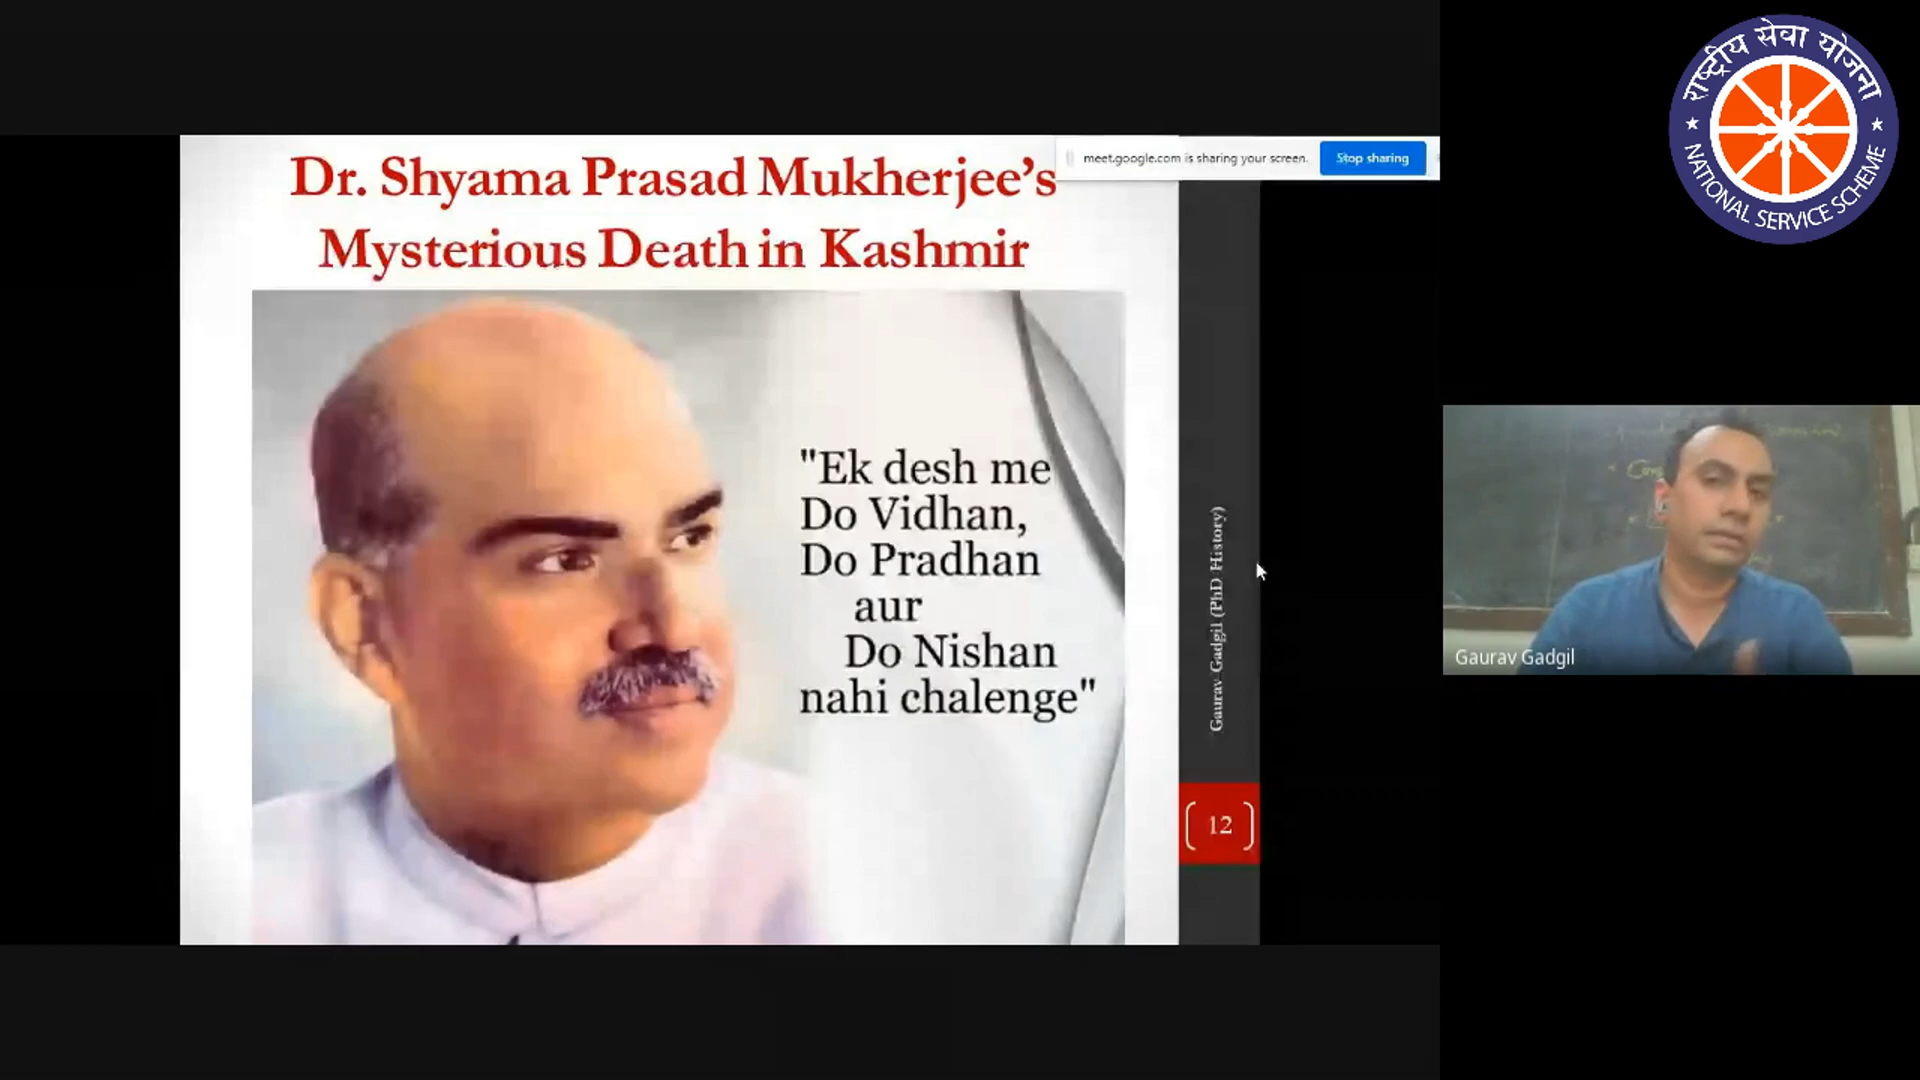 Dr. Shyama Prasad Mukherjee’s
Mysterious Death in Kashmir
meet.google.com is sharing your screen.
Stop sharing
"Ek desh me
Do Vidhan,
Do Pradhan
aur
Do Nishan
nahi chalenge"
Gaurav Gadgil (PhD History)
12
राष्ट्रीय सेवा योजना
NATIONAL SERVICE SCHEME
Gaurav Gadgil